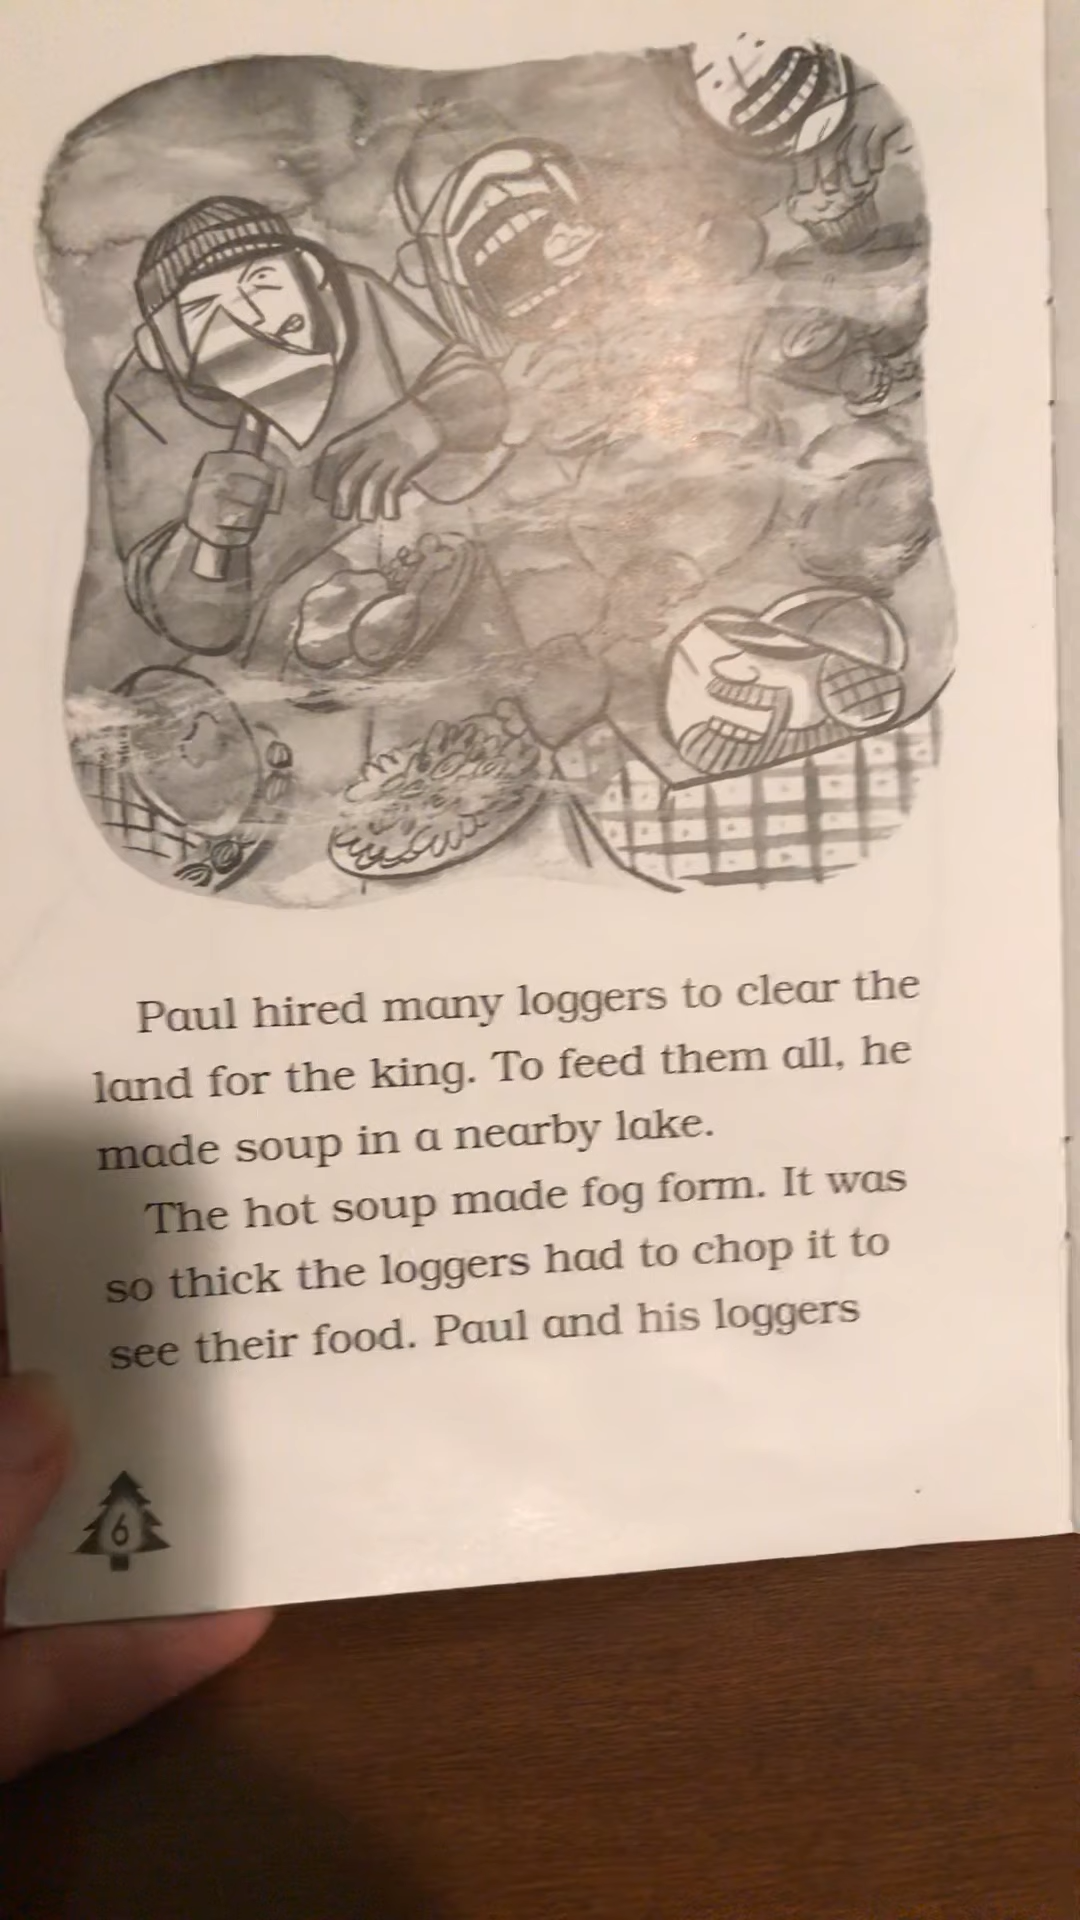 Paul hired many loggers to clear the
land for the king. To feed them all, he
made soup in a nearby lake.
The hot soup made fog form. It was
so thick the loggers had to chop it to
see their food. Paul and his loggers
6